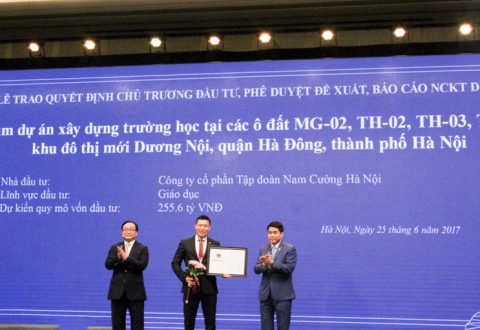 LỄ TRAO QUYẾT ĐỊNH CHỦ TRƯƠNG ĐẦU TƯ, PHÊ DUYỆT ĐỀ XUẤT, BÁO CÁO NCKT D
m dự án xây dựng trường học tại các ô đất MG-02, TH-02, TH-03, T
khu đô thị mới Dương Nội, quận Hà Đông, thành phố Hà Nội
Nhà đầu tư: Công ty cổ phần Tập đoàn Nam Cường Hà Nội
Lĩnh vực đầu tư: Giáo dục
Dự kiến quy mô vốn đầu tư: 255.6 tỷ VNĐ
Hà Nội, Ngày 25 tháng 6 năm 2017